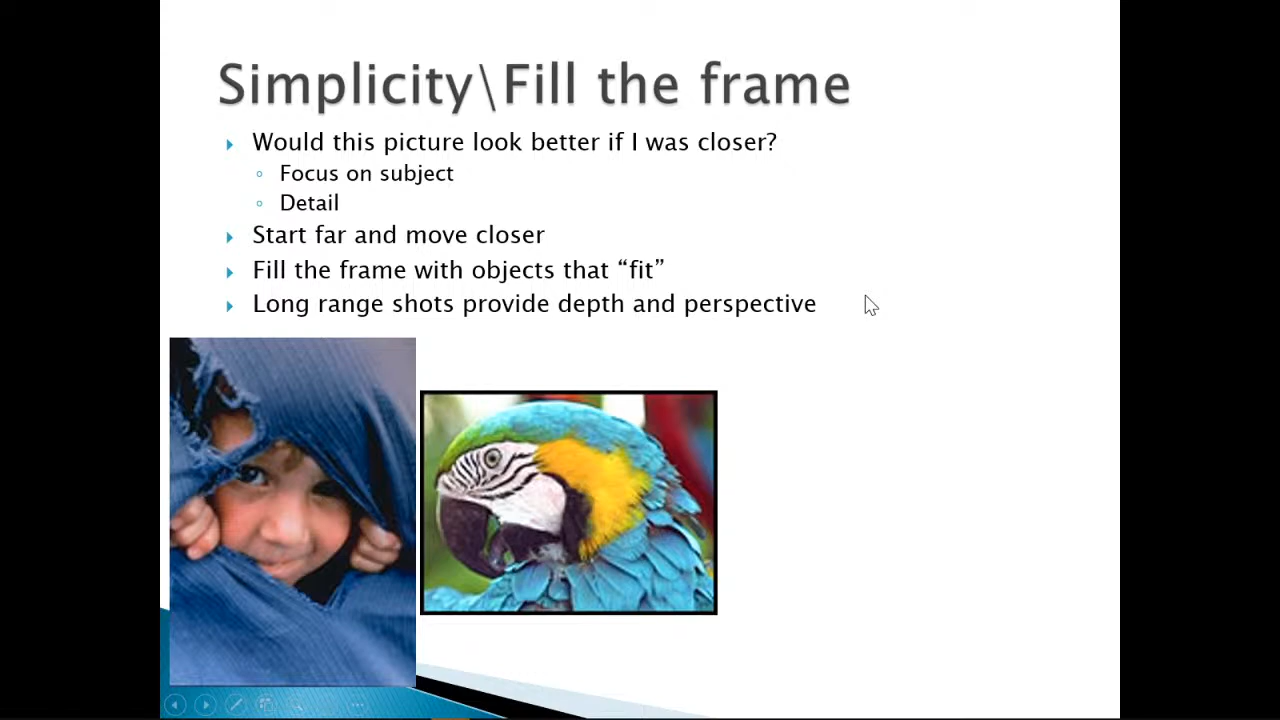 Simplicity\Fill the frame
Would this picture look better if I was closer?
Focus on subject
Detail
Start far and move closer
Fill the frame with objects that “fit”
Long range shots provide depth and perspective